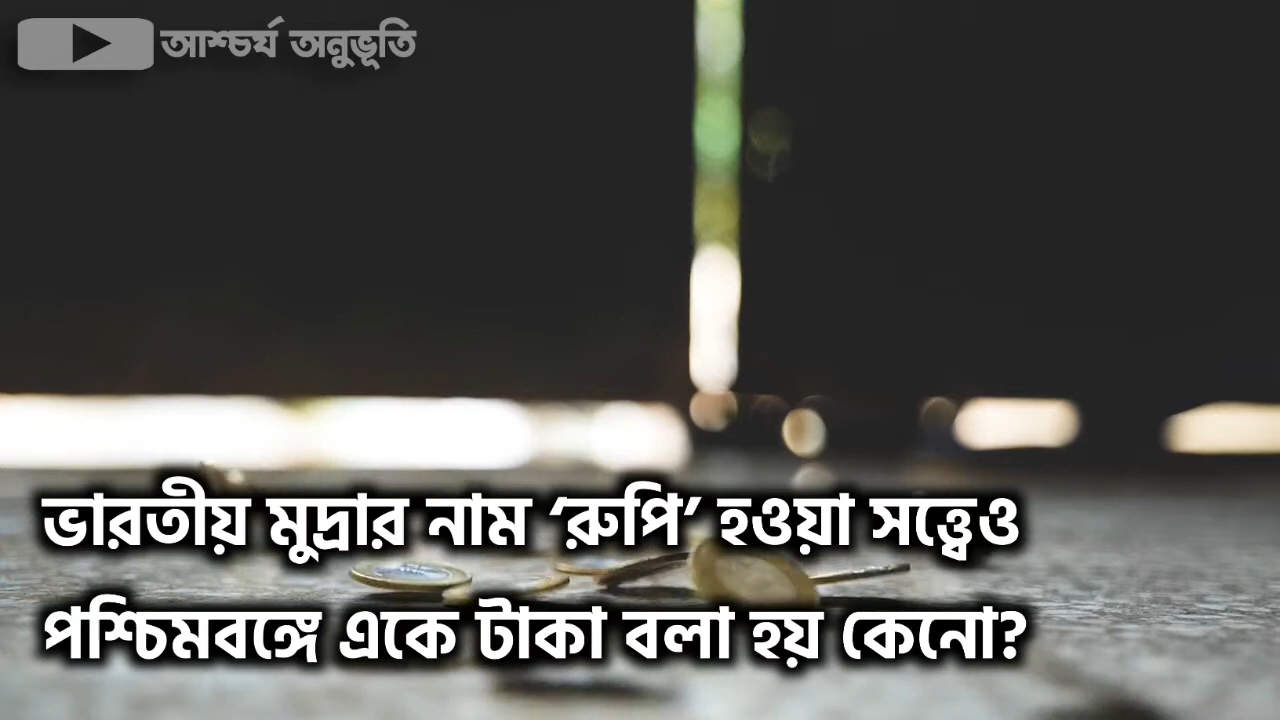 আশ্চর্য অনুভূতি
ভারতীয় মুদ্রার নাম ‘রুপি’ হওয়া সত্ত্বেও
পশ্চিমবঙ্গে একে টাকা বলা হয় কেনো?